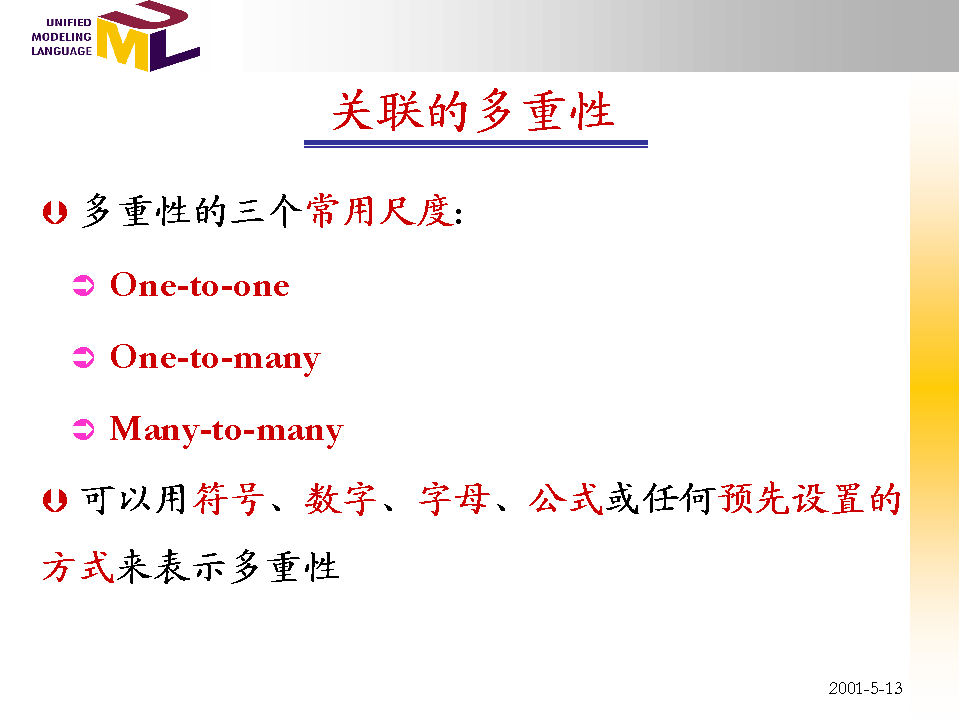 UNIFIED
MODELING
LANGUAGE
UML
关联的多重性
多重性的三个常用尺度:
One-to-one
One-to-many
Many-to-many
可以用符号、数字、字母、公式或任何预先设置的
方式来表示多重性
2001-5-13